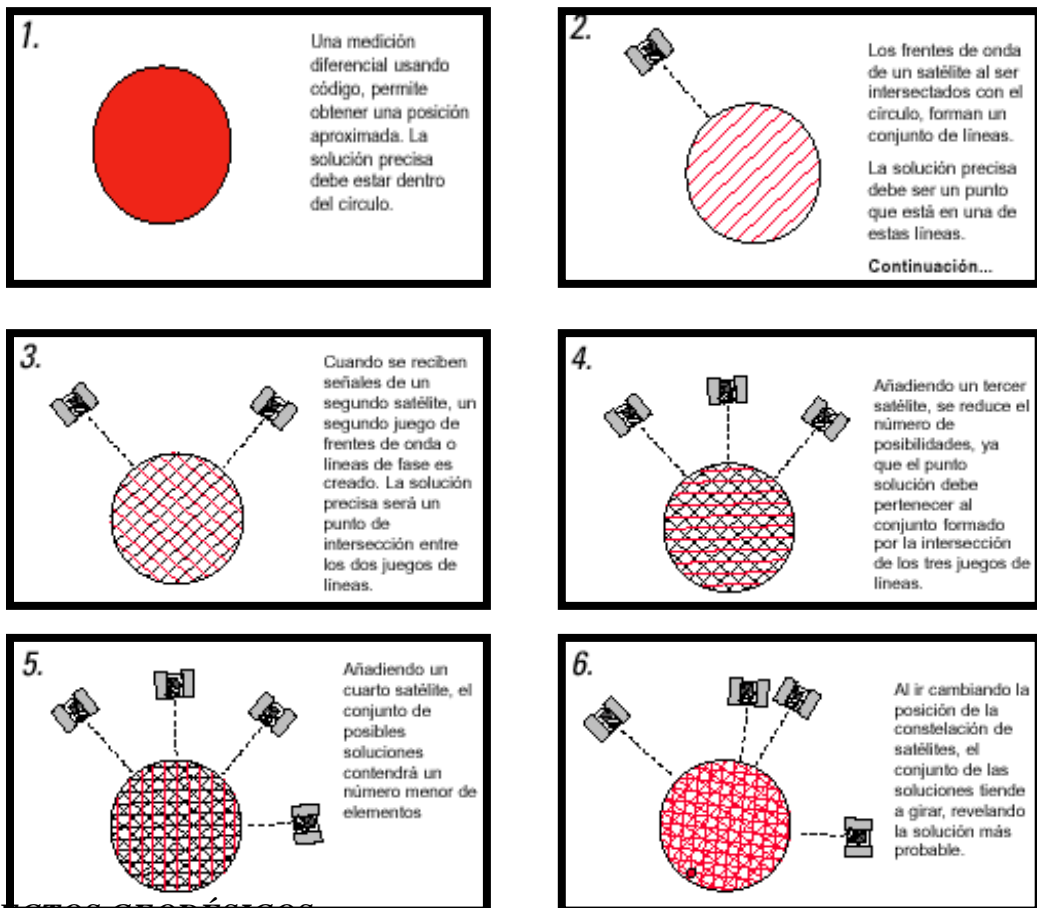 1.
Una medición
diferencial usando
código, permite
obtener una posición
aproximada. La
solución precisa
debe estar dentro
del círculo.
2.
Los frentes de onda
de un satélite al ser
intersectados con el
círculo, forman un
conjunto de líneas.
La solución precisa
debe ser un punto
que está en una de
estas líneas.
Continuación...
3.
Cuando se reciben
señales de un
segundo satélite, un
segundo juego de
frentes de onda o
líneas de fase es
creado. La solución
precisa será un
punto de
intersección entre
los dos juegos de
líneas.
4.
Añadiendo un tercer
satélite, se reduce el
número de
posibilidades, ya
que el punto
solución debe
pertenecer al
conjunto formado
por la intersección
de los tres juegos de
líneas.
5.
Añadiendo un
cuarto satélite, el
conjunto de
posibles
soluciones
contendrá un
número menor de
elementos
6.
Al ir cambiando la
posición de la
constelación de
satélites, el
conjunto de las
soluciones tiende
a girar, revelando
la solución más
probable.
GEODÉSICOS